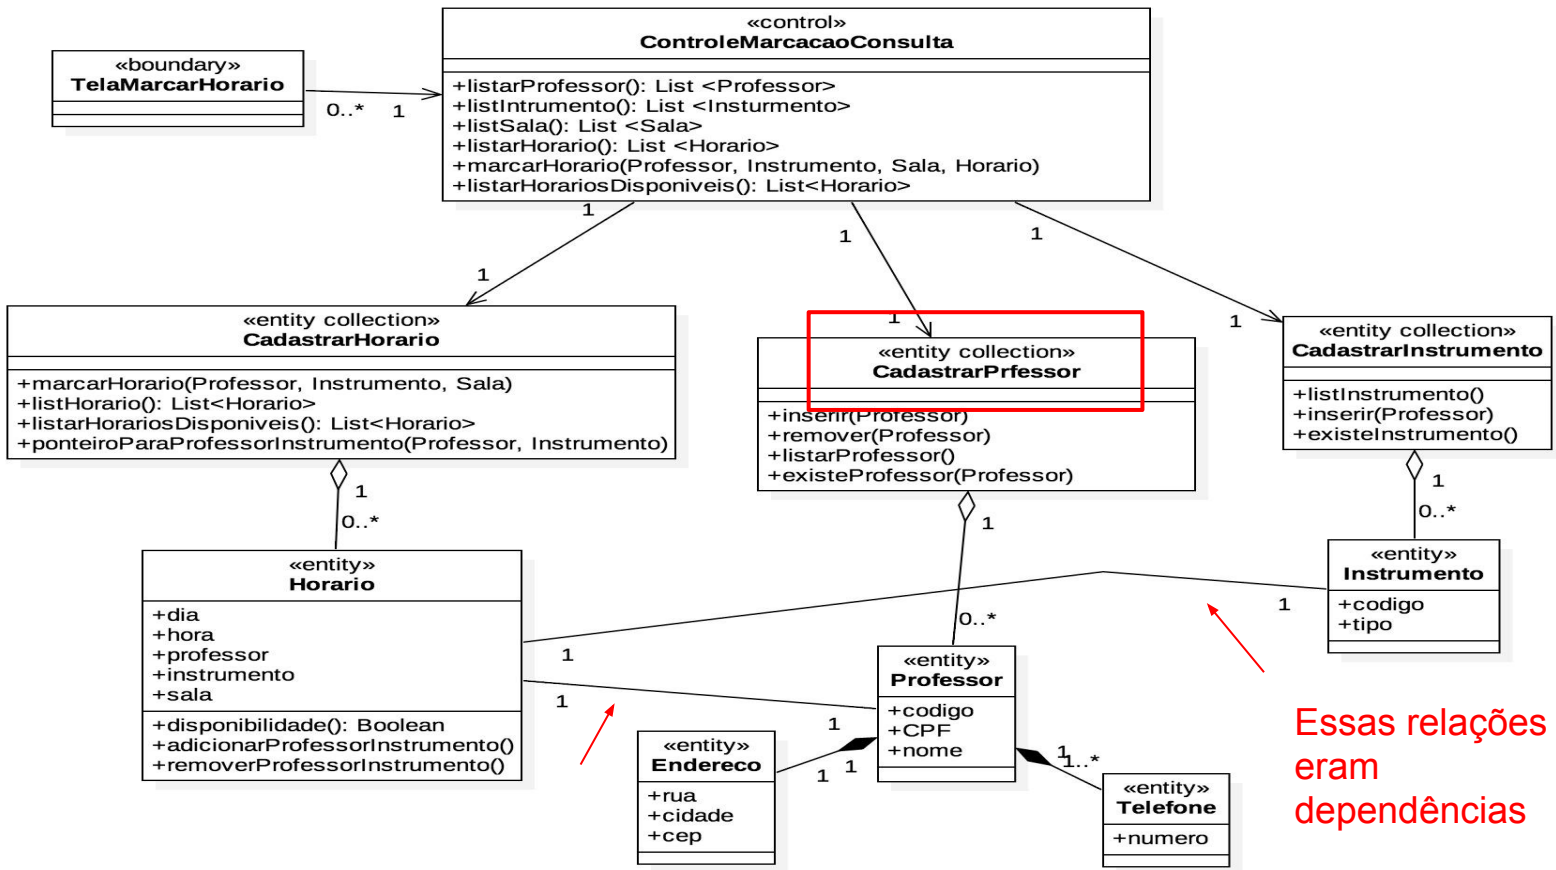 «control»
ControleMarcacaoConsulta
+listarProfessor(): List <Professor>
+listIntrumento(): List <Insturmento>
+listSala(): List <Sala>
+listarHorario(): List <Horario>
+marcarHorario(Professor, Instrumento, Sala, Horario)
+listarHorariosDisponiveis(): List<Horario>
«boundary»
TelaMarcarHorario
0..*
1
1
1
1
1
1
1
«entity collection»
CadastrarHorario
+marcarHorario(Professor, Instrumento, Sala)
+listHorario(): List<Horario>
+listarHorariosDisponiveis(): List<Horario>
+ponteiroParaProfessorInstrumento(Professor, Instrumento)
«entity collection»
CadastrarPrfessor
+inserir(Professor)
+remover(Professor)
+listarProfessor()
+existeProfessor(Professor)
«entity collection»
CadastrarInstrumento
+listInstrumento()
+inserir(Professor)
+existeInstrumento()
1
0..*
1
0..*
1
0..*
«entity»
Horario
+dia
+hora
+professor
+instrumento
+sala
+disponibilidade(): Boolean
+adicionarProfessorInstrumento()
+removerProfessorInstrumento()
«entity»
Instrumento
+codigo
+tipo
1
1
1
1
«entity»
Professor
+codigo
+CPF
+nome
1
1
1
1..*
«entity»
Endereco
+rua
+cidade
+cep
«entity»
Telefone
+numero
Essas relações
eram
dependências